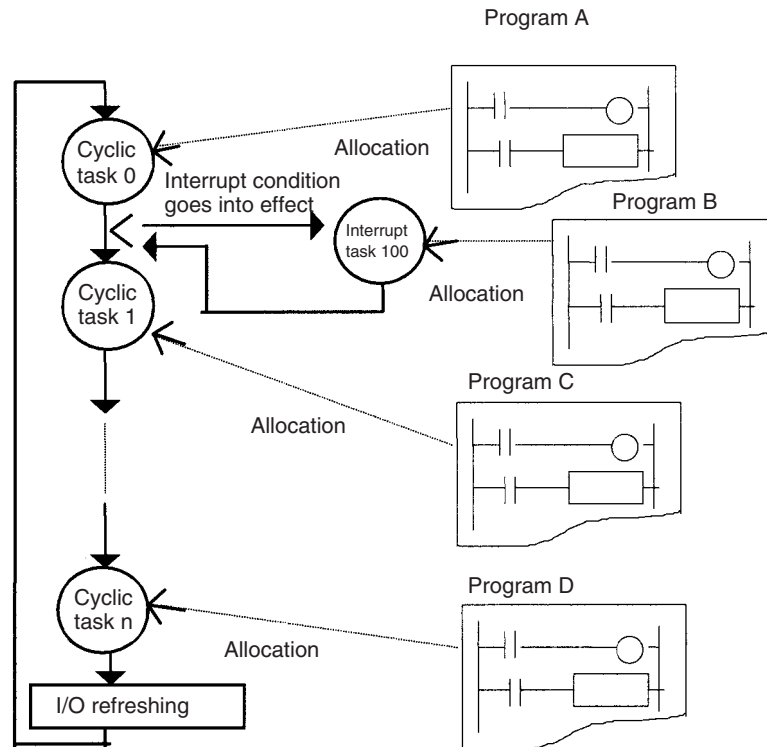 Program A
Cyclic
task 0
Allocation
Interrupt condition
goes into effect
Program B
Interrupt
task 100
Allocation
Cyclic
task 1
Program C
Allocation
Program D
Cyclic
task n
Allocation
I/O refreshing